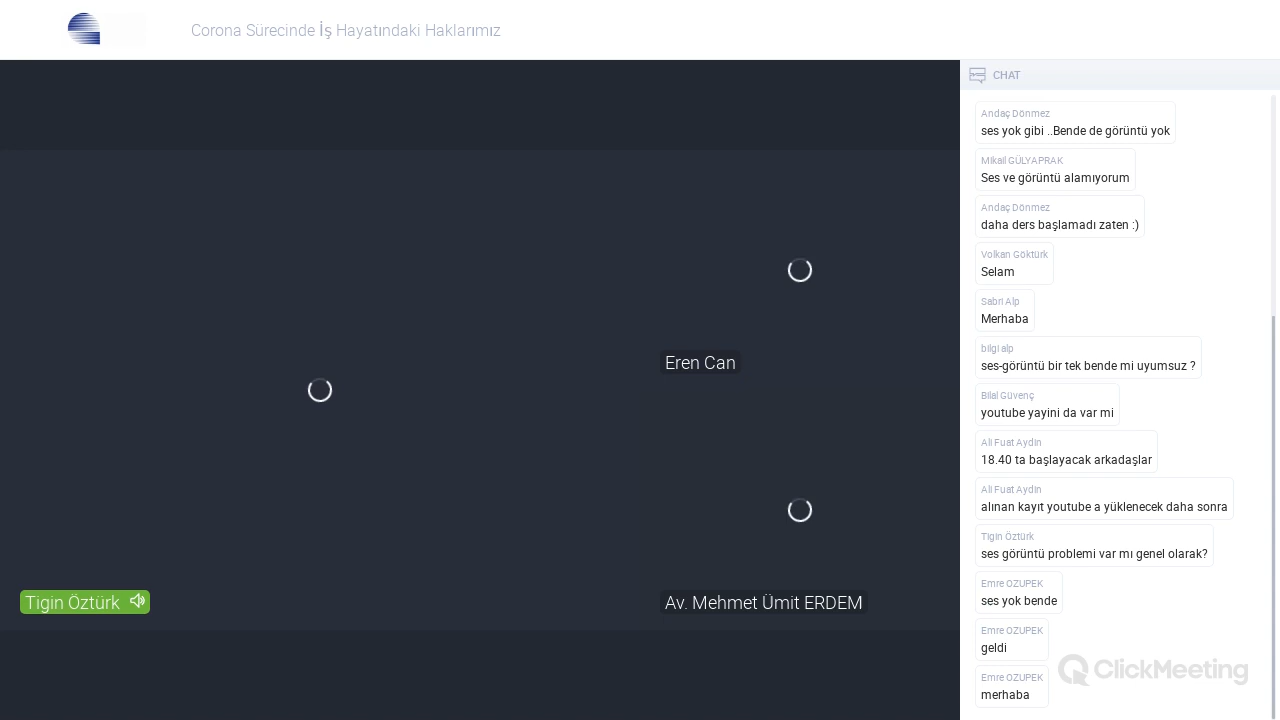 Corona Sürecinde İş Hayatındaki Haklarımız
CHAT
Andaç Dönmez
ses yok gibi ..Bende de görüntü yok
Mikail GÜLYAPRAK
Ses ve görüntü alamıyorum
Andaç Dönmez
daha ders başlamadı zaten :)
Volkan Göktürk
Selam
Sabri Alp
Merhaba
bilgi alp
ses-görüntü bir tek bende mi uyumsuz ?
Bilal Güvenç
youtube yayini da var mi
Ali Fuat Aydin
18.40 ta başlayacak arkadaşlar
Ali Fuat Aydin
alınan kayıt youtube a yüklenecek daha sonra
Tigin Öztürk
ses görüntü problemi var mı genel olarak?
Emre OZUPEK
ses yok bende
Emre OZUPEK
geldi
Emre OZUPEK
merhaba
Eren Can
Tigin Öztürk
Av. Mehmet Ümit ERDEM
ClickMeeting